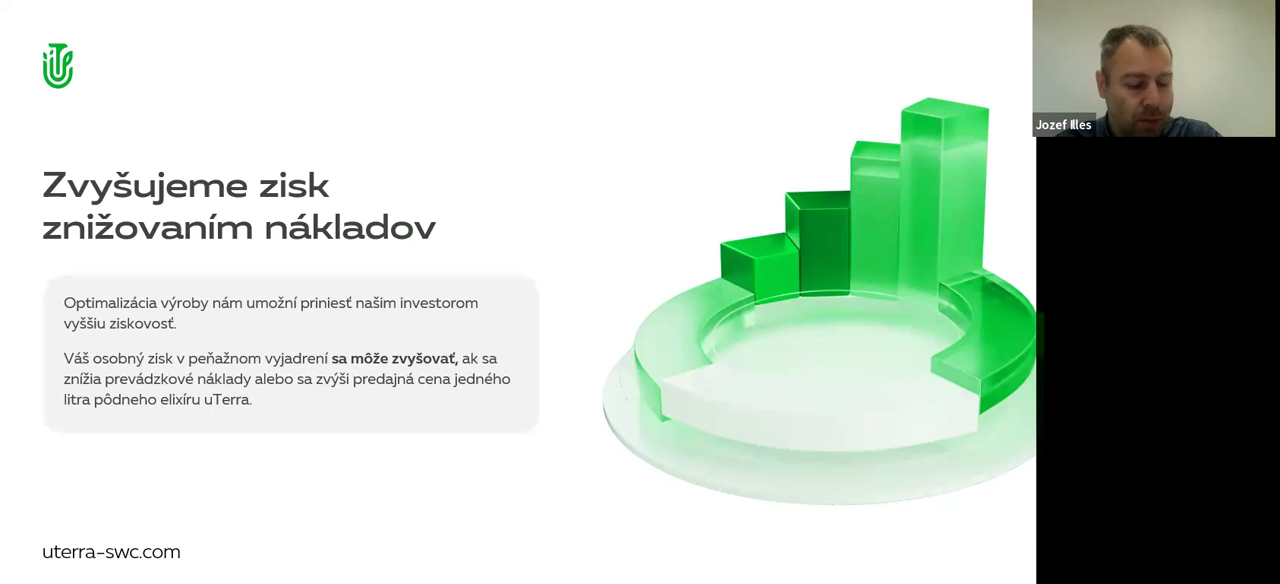 Zvyšujeme zisk
znižovaním nákladov
Optimalizácia výroby nám umožní priniesť našim investorom
vyššiu ziskovosť.
Váš osobný zisk v peňažnom vyjadrení sa môže zvyšovať, ak sa
znížia prevádzkové náklady alebo sa zvýši predajná cena jedného
litra pôdneho elixíru uTerra.
uterra-swc.com
Jozef Illes